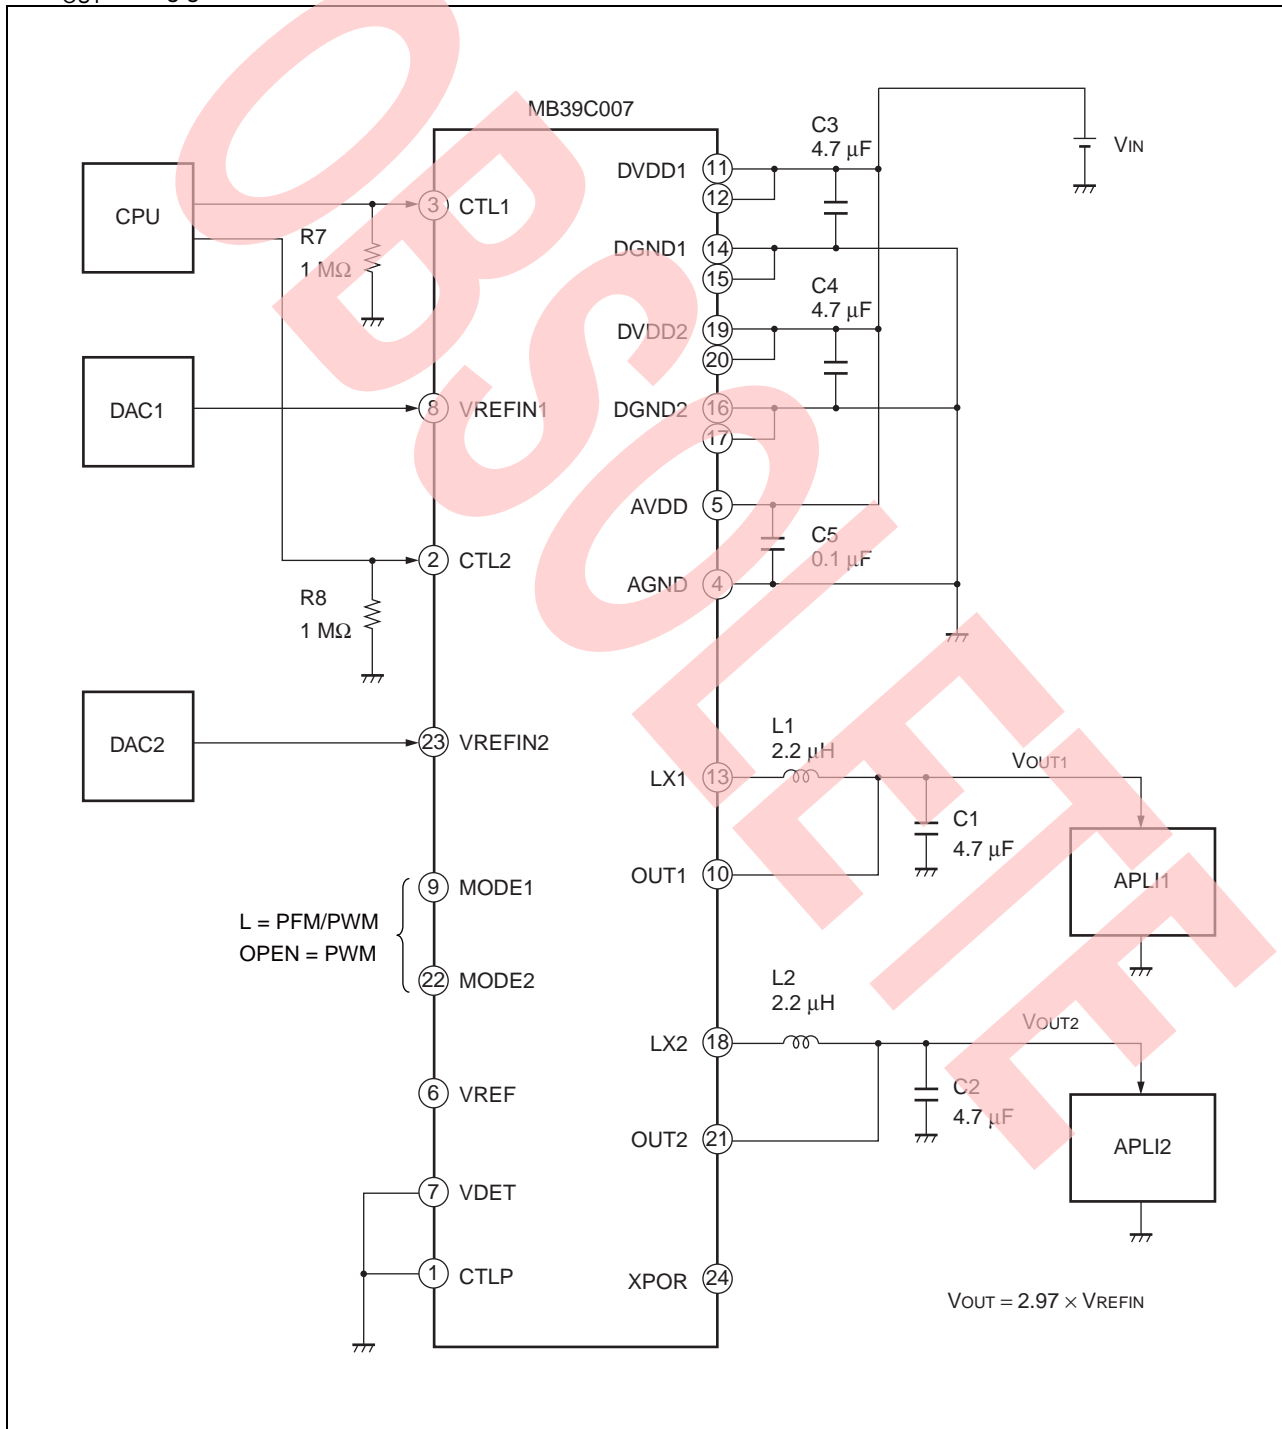 MB39C007
CPU
R7
1 MΩ
3 CTL1
DAC1
8 VREFIN1
2 CTL2
R8
1 MΩ
DAC2
23 VREFIN2
9 MODE1
L = PFM/PWM
OPEN = PWM
22 MODE2
6 VREF
7 VDET
1 CTLP
DVDD1 11
12
C3
4.7 μF
VIN
DGND1 14
15
C4
4.7 μF
DVDD2 19
20
DGND2 16
17
AVDD 5
C5
0.1 μF
AGND 4
L1
2.2 μH
LX1 13
VOUT1
C1
4.7 μF
OUT1 10
APLI1
L2
2.2 μH
LX2 18
VOUT2
C2
4.7 μF
OUT2 21
APLI2
XPOR 24
VOUT = 2.97 × VREFIN
OBSOLETE